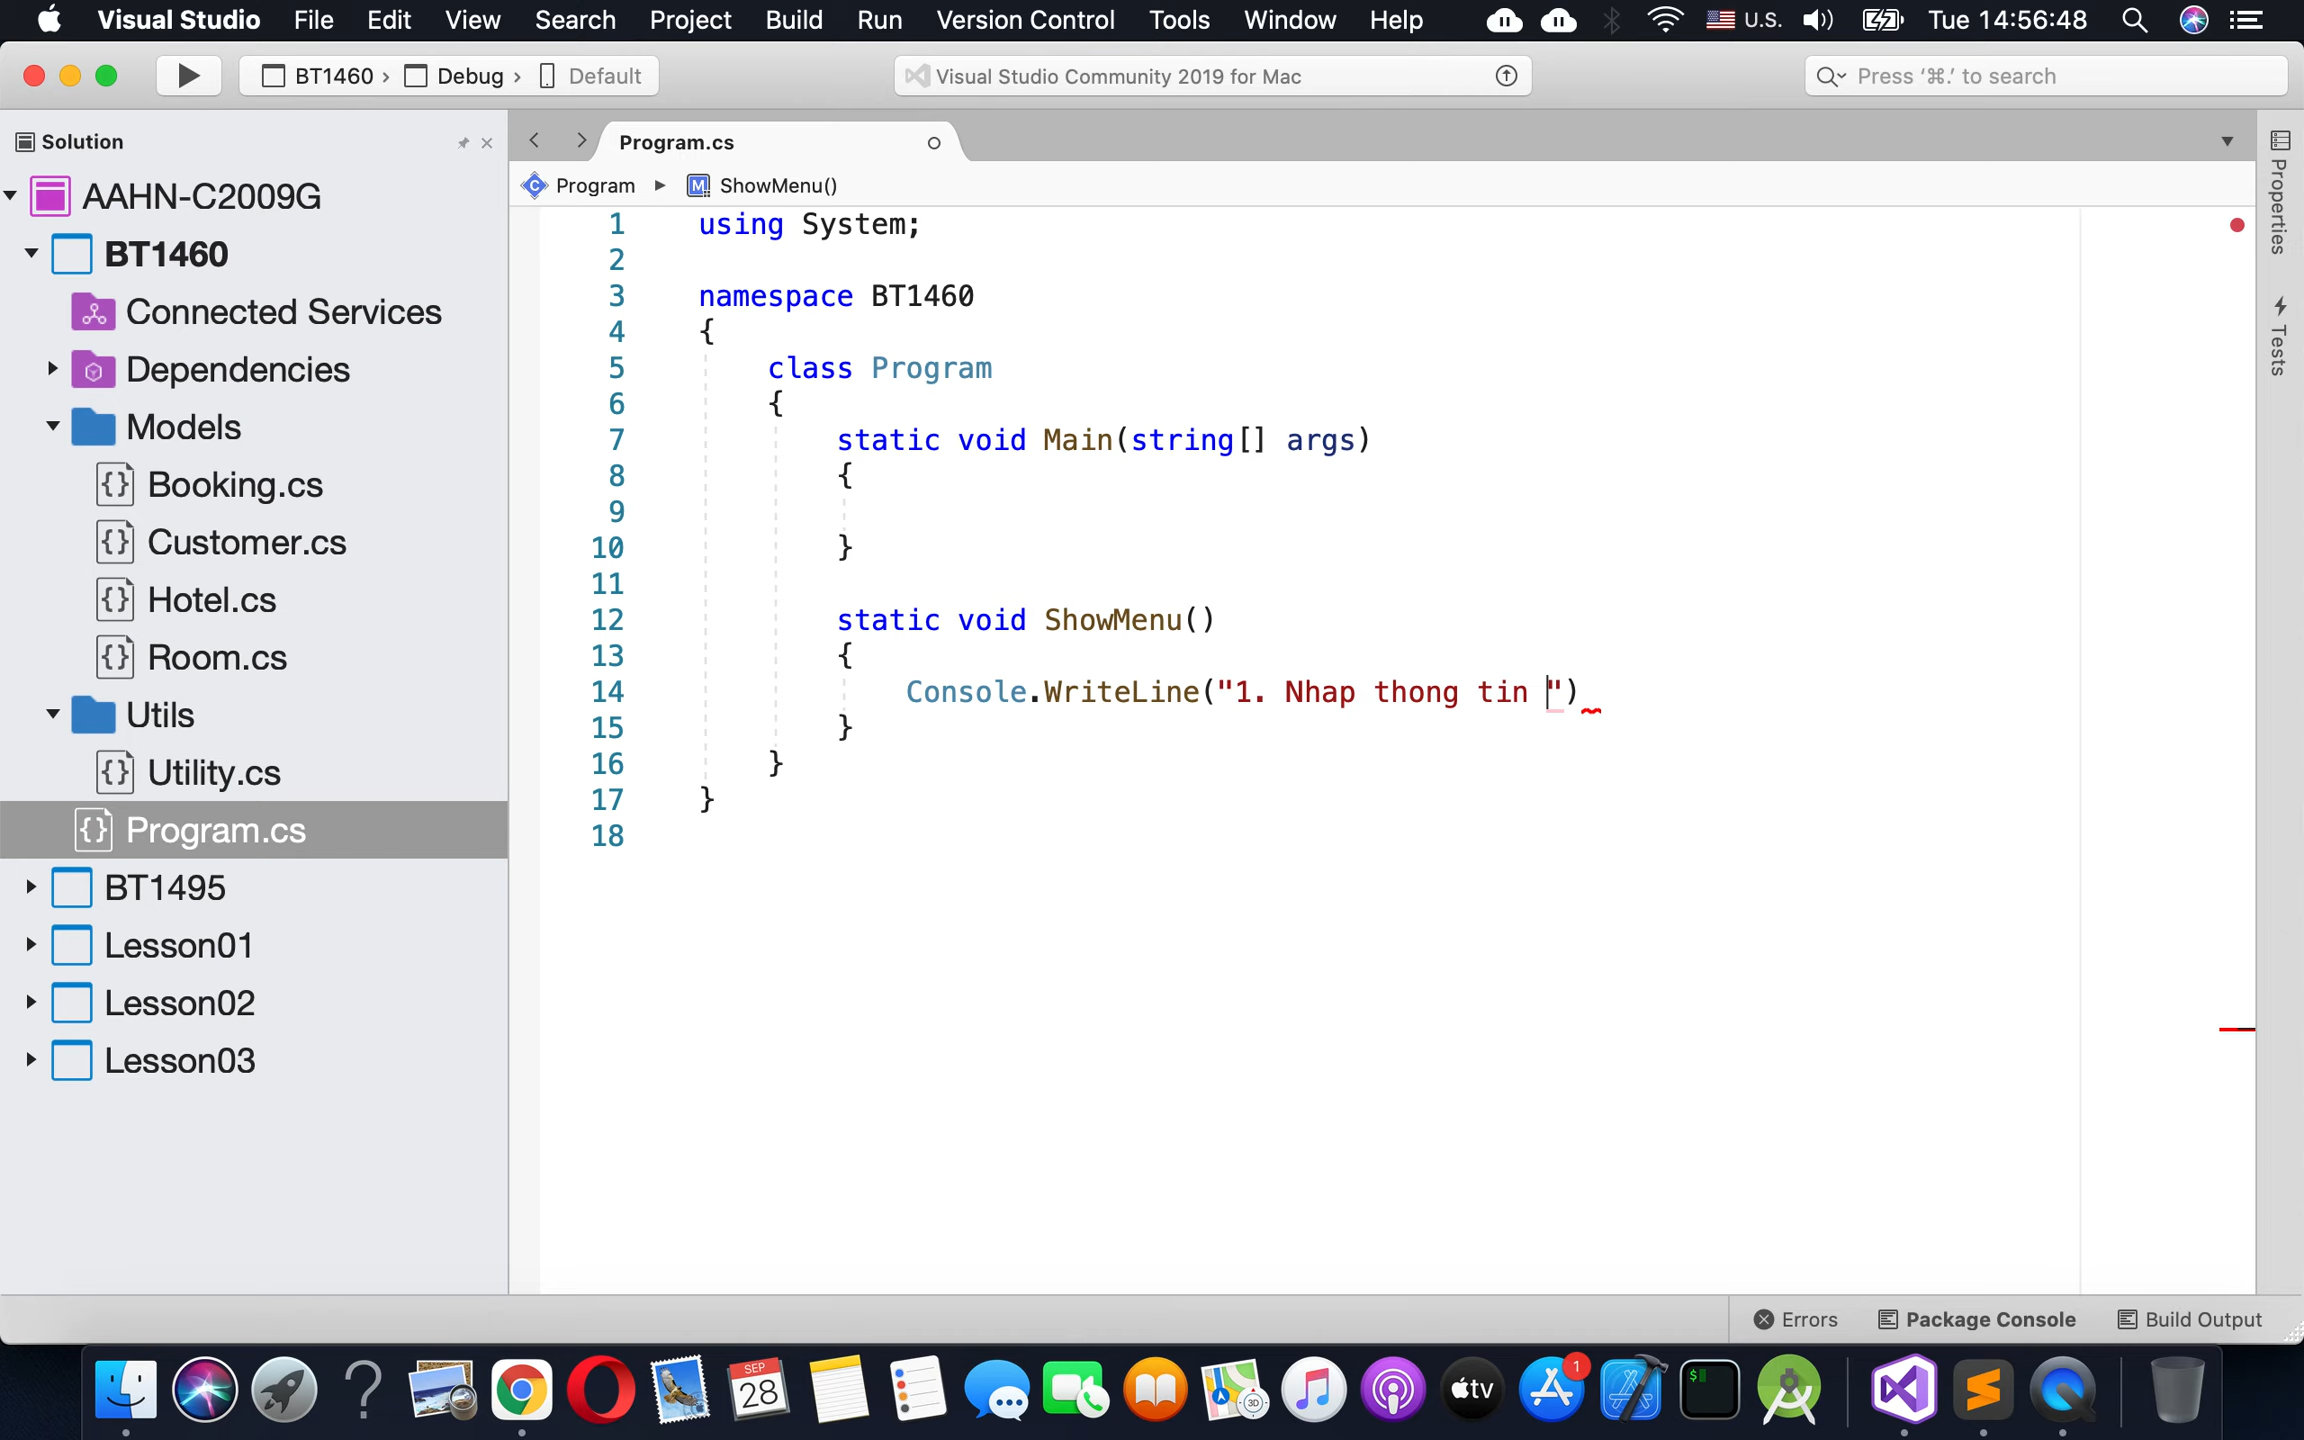 Visual Studio File Edit View Search Project Build Run Version Control Tools Window Help U.S. Tue 14:56:48
BT1460 › Debug › Default Visual Studio Community 2019 for Mac Press ‘⌘.’ to search
Solution
Program.cs
Program ▸ ShowMenu()
AAHN-C2009G
BT1460
Connected Services
Dependencies
Models
Booking.cs
Customer.cs
Hotel.cs
Room.cs
Utils
Utility.cs
Program.cs
BT1495
Lesson01
Lesson02
Lesson03
1 using System;
2
3 namespace BT1460
4 {
5 class Program
6 {
7 static void Main(string[] args)
8 {
9
10 }
11
12 static void ShowMenu()
13 {
14 Console.WriteLine("1. Nhap thong tin ")
15 }
16 }
17 }
18
Properties
Tests
Errors Package Console Build Output
SEP
28
3D
tv
1
$